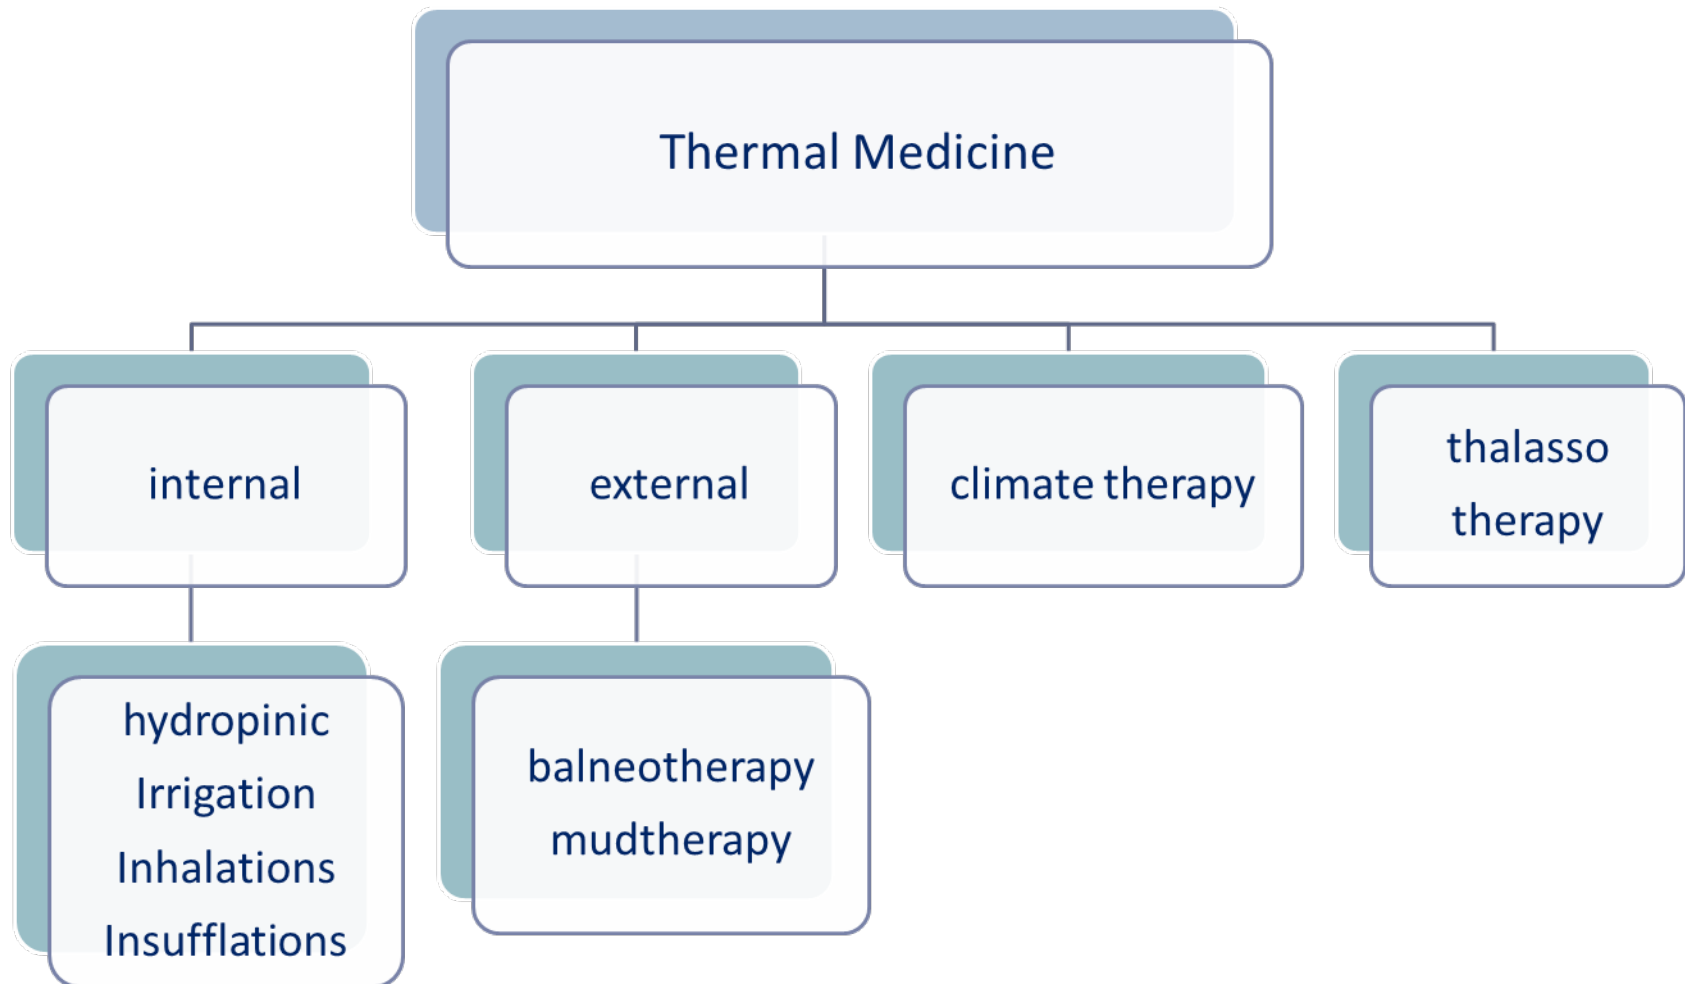 Thermal Medicine
internal
external
climate therapy
thalasso
therapy
hydropinic
Irrigation
Inhalations
Insufflations
balneotherapy
mudtherapy